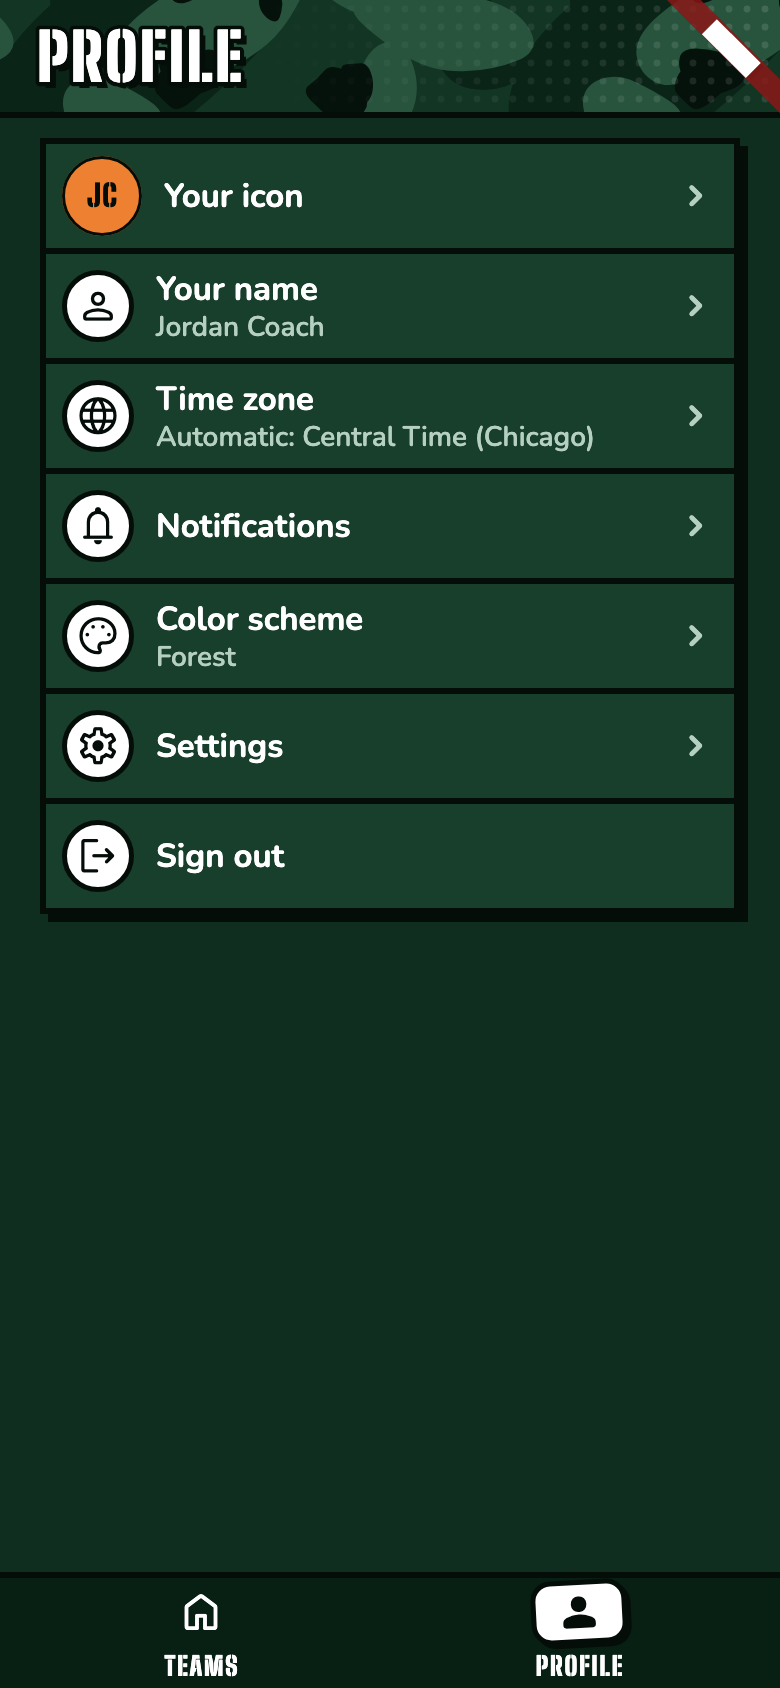 PROFILE
JC
Your icon
Your name
Jordan Coach
Time zone
Automatic: Central Time (Chicago)
Notifications
Color scheme
Forest
Settings
Sign out
TEAMS
PROFILE